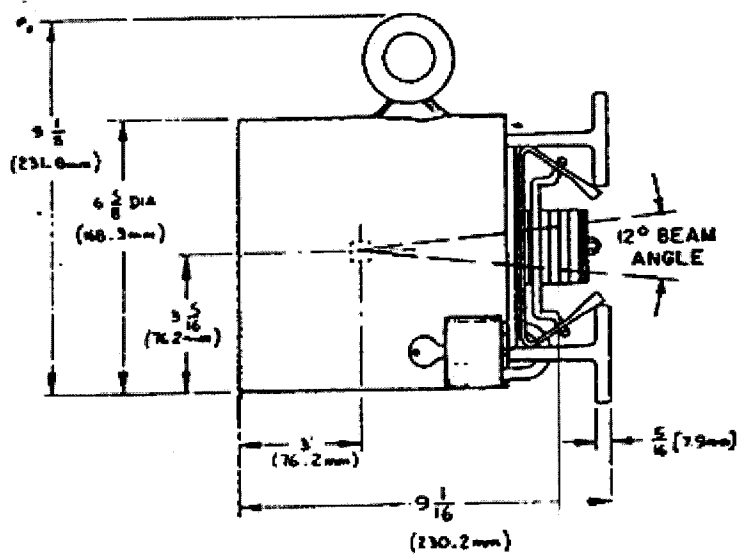 9 1/8
(231.8mm)
6 5/8 DIA
(168.3mm)
3 5/16
(76.2mm)
12° BEAM
ANGLE
3
(76.2mm)
5/16 (7.9mm)
9 1/16
(230.2mm)